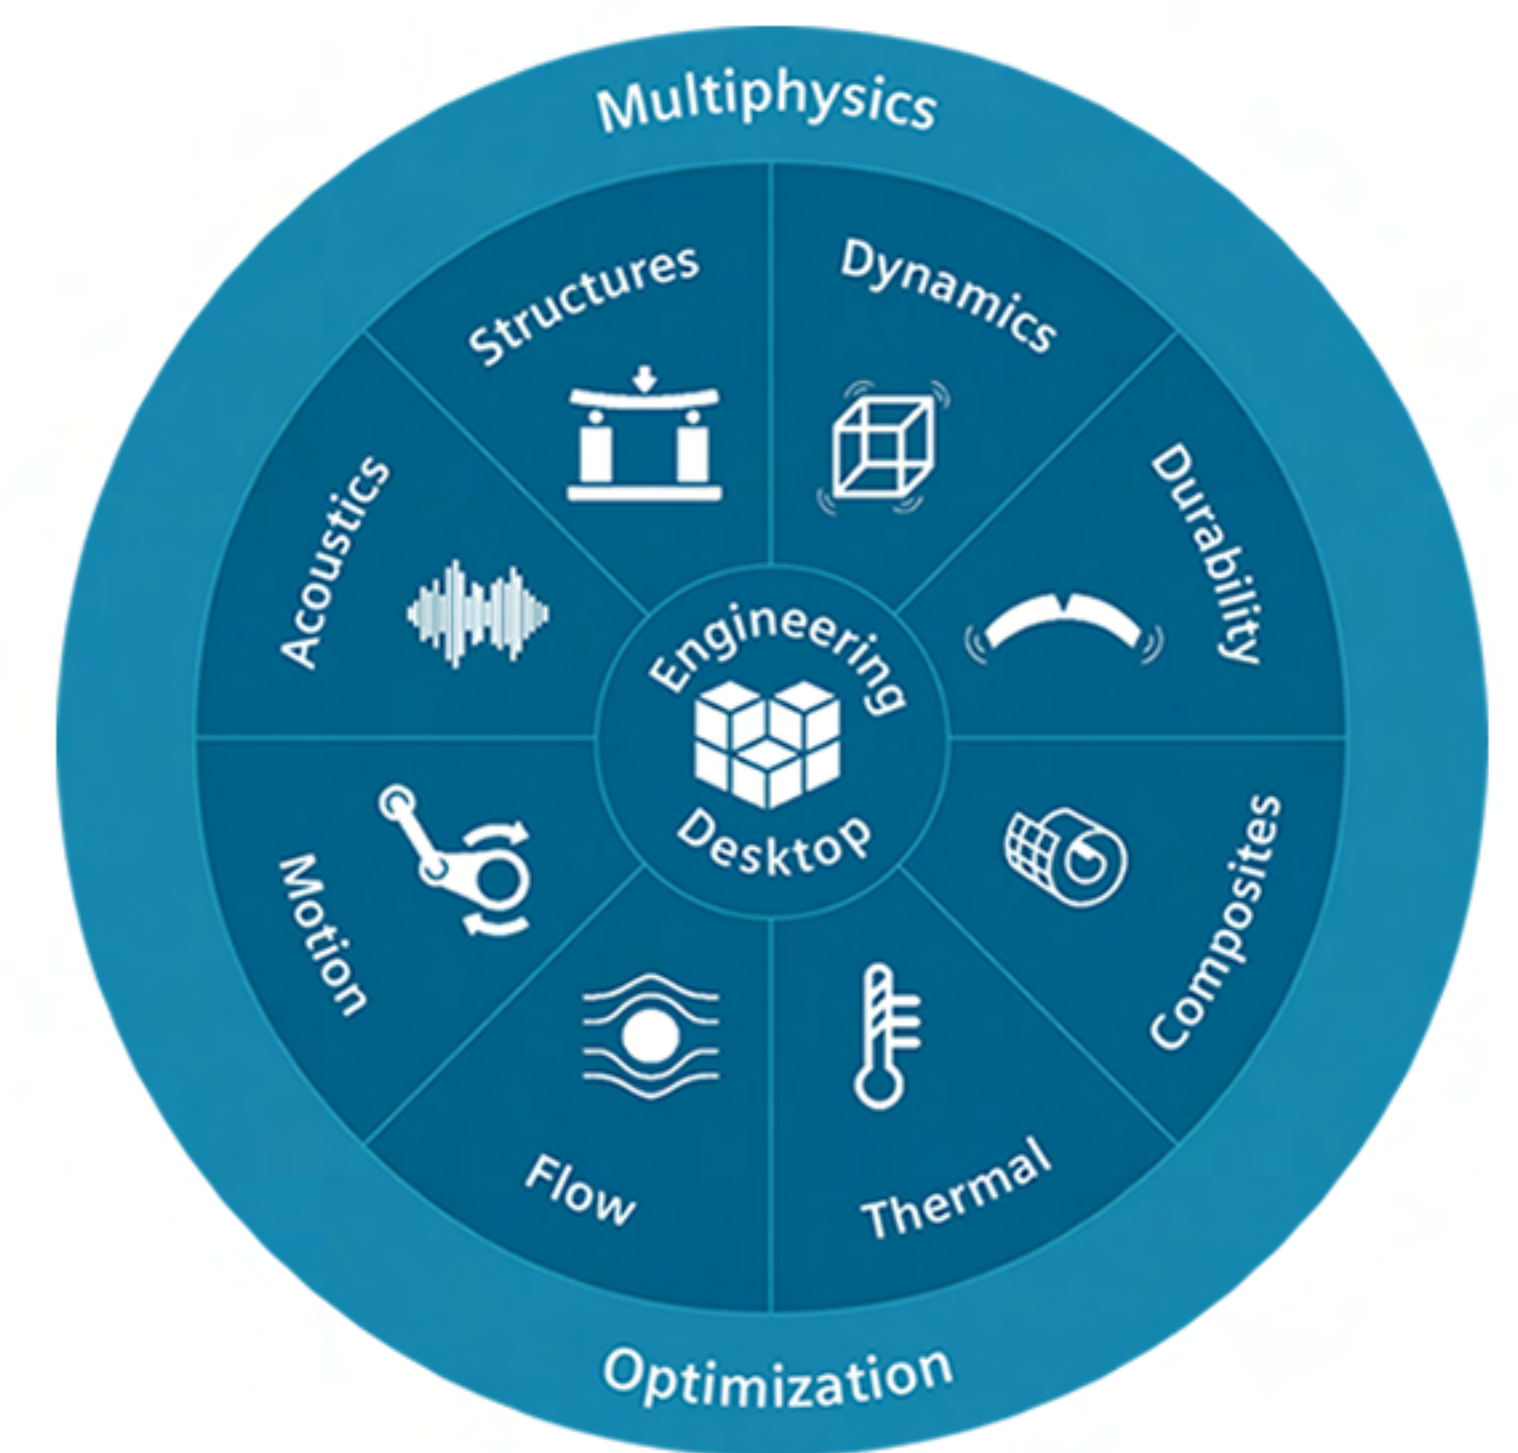 Multiphysics
Structures
Dynamics
Acoustics
Durability
Engineering
Desktop
Motion
Composites
Flow
Thermal
Optimization